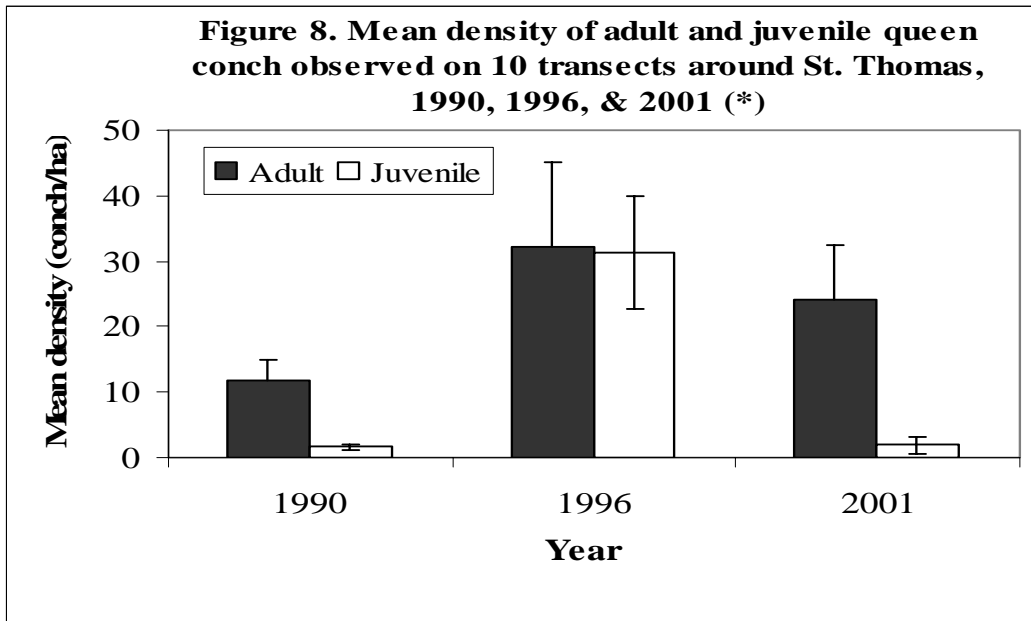 Figure 8. Mean density of adult and juvenile queen
conch observed on 10 transects around St. Thomas,
1990, 1996, & 2001 (*)
50
40
30
20
10
0
Mean density (conch/ha)
Adult Juvenile
1990 1996 2001
Year